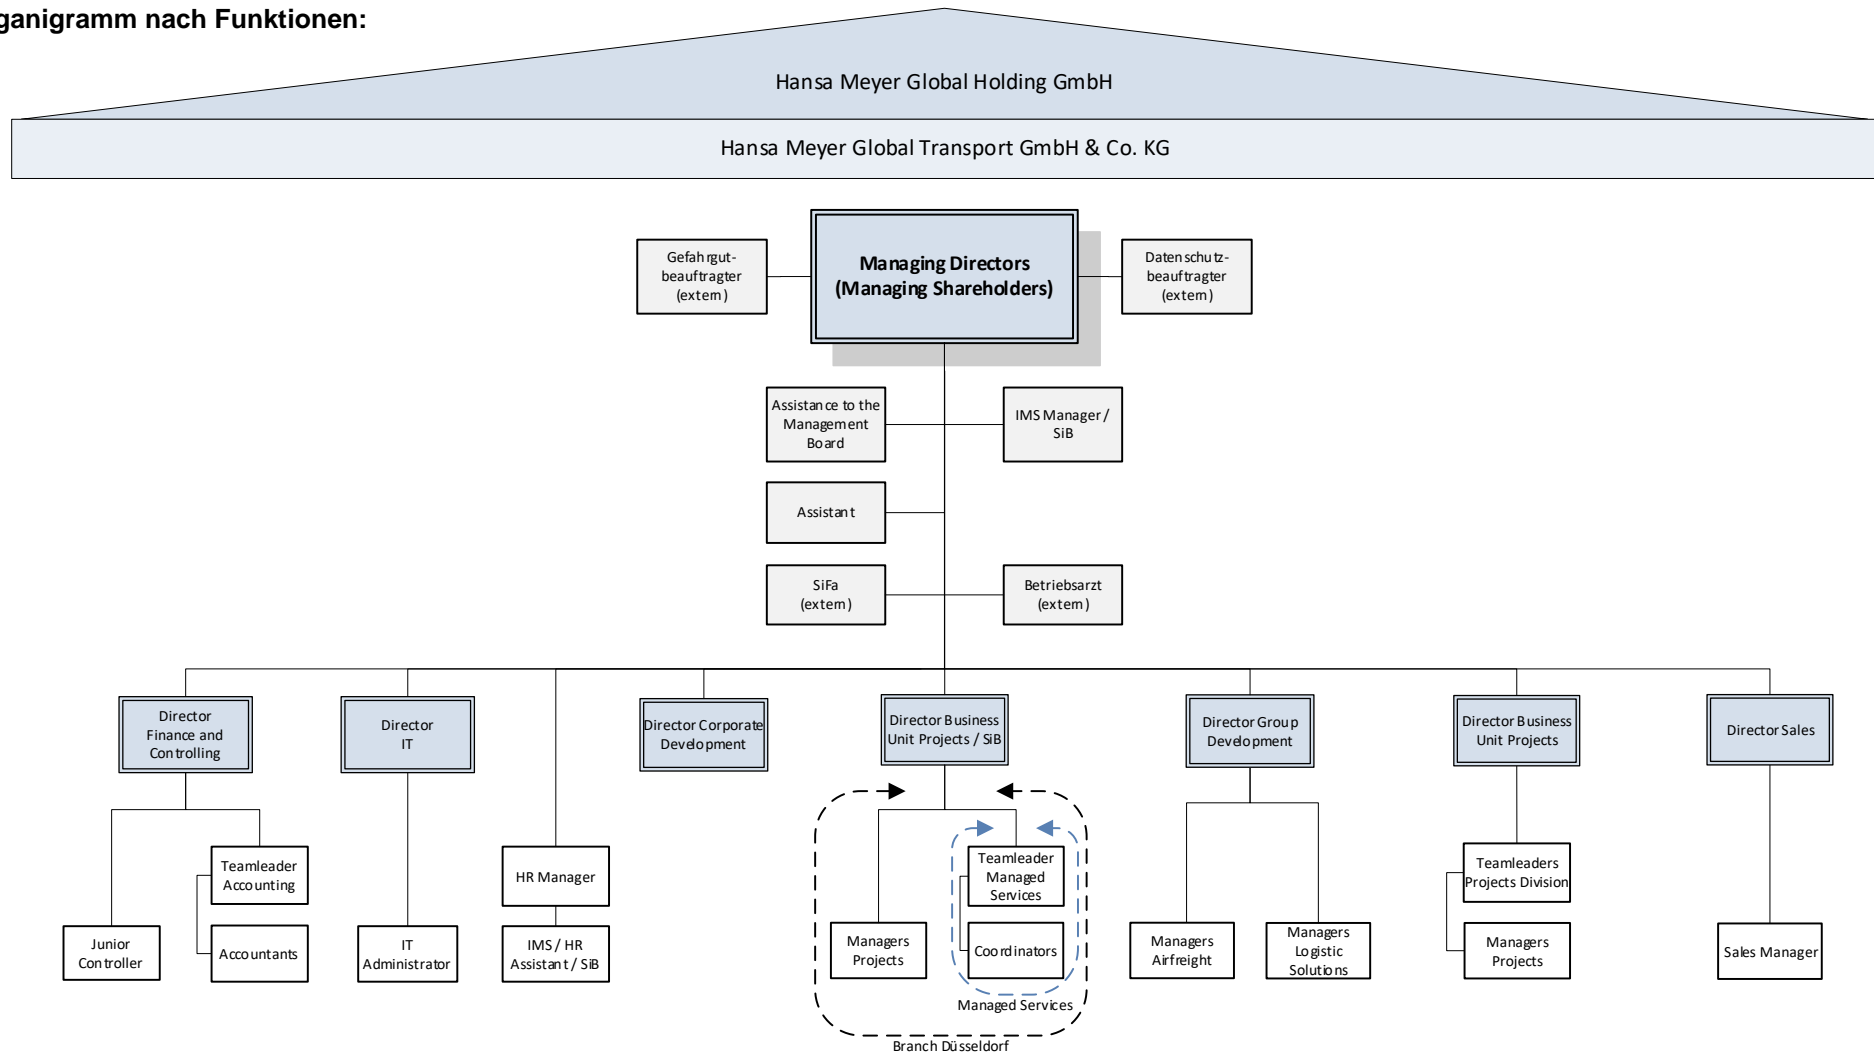 ganigramm nach Funktionen:
Hansa Meyer Global Holding GmbH
Hansa Meyer Global Transport GmbH & Co. KG
Gefahrgut-
beauftragter
(extern)
Managing Directors
(Managing Shareholders)
Datenschutz-
beauftragter
(extern)
Assistance to the
Management
Board
IMS Manager /
SiB
Assistant
SiFa
(extern)
Betriebsarzt
(extern)
Director
Finance and
Controlling
Director
IT
Director Corporate
Development
Director Business
Unit Projects / SiB
Director Group
Development
Director Business
Unit Projects
Director Sales
Teamleader
Accounting
HR Manager
Teamleader
Managed
Services
Teamleaders
Projects Division
Junior
Controller
Accountants
IT
Administrator
IMS / HR
Assistant / SiB
Managers
Projects
Coordinators
Managers
Airfreight
Managers
Logistic
Solutions
Managers
Projects
Sales Manager
Managed Services
Branch Düsseldorf